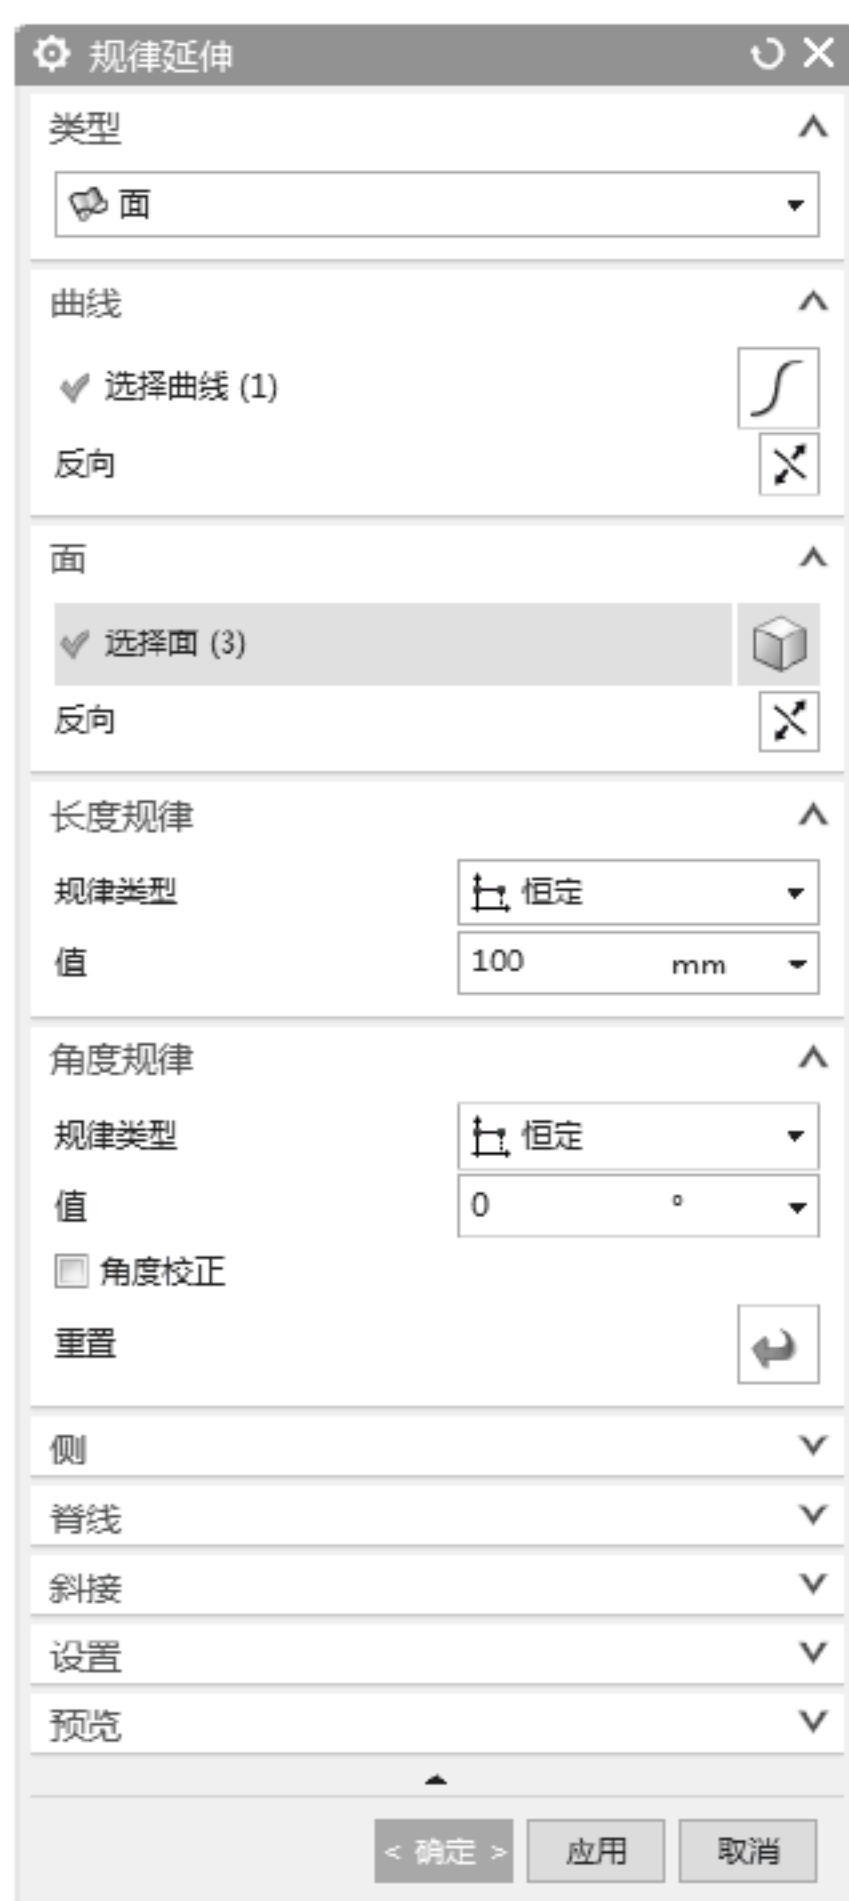 规律延伸
类型
面
曲线
选择曲线 (1)
反向
面
选择面 (3)
反向
长度规律
规律类型 恒定
值 100 mm
角度规律
规律类型 恒定
值 0 °
角度校正
重置
侧
脊线
斜接
设置
预览
< 确定 > 应用 取消